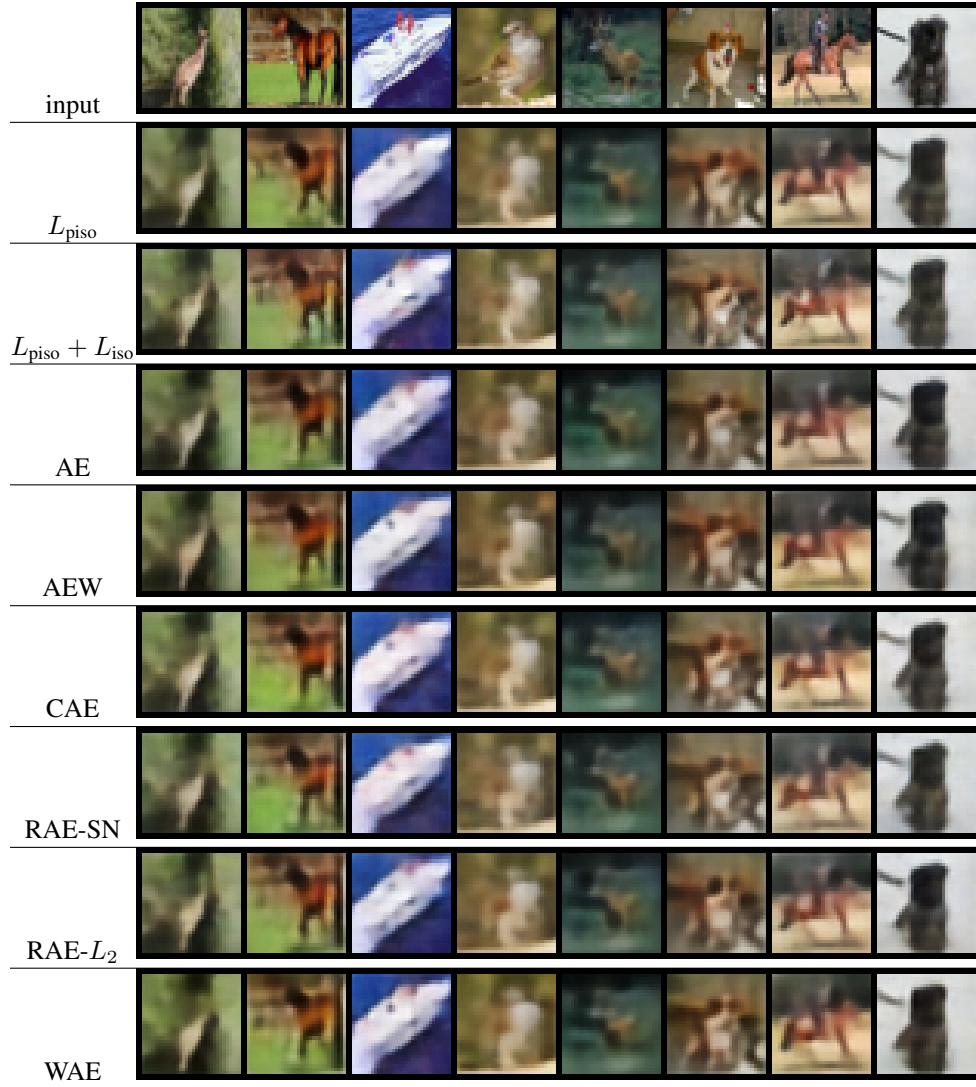 input
L_piso
L_piso + L_iso
AE
AEW
CAE
RAE-SN
RAE-L_2
WAE